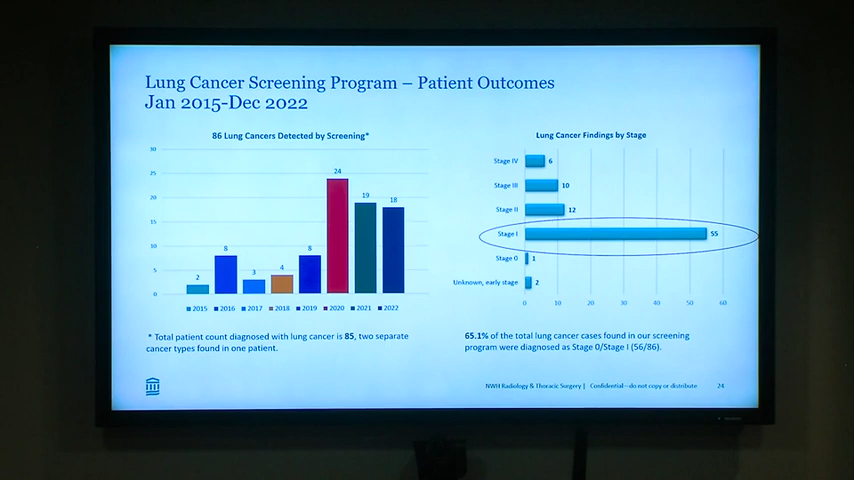 Lung Cancer Screening Program – Patient Outcomes
Jan 2015-Dec 2022
86 Lung Cancers Detected by Screening*
30
25
20
15
10
5
0
2
8
3
4
8
24
19
18
2015 2016 2017 2018 2019 2020 2021 2022
* Total patient count diagnosed with lung cancer is 85, two separate
cancer types found in one patient.
Lung Cancer Findings by Stage
Stage IV 6
Stage III 10
Stage II 12
Stage I 55
Stage 0 1
Unknown, early stage 2
0 10 20 30 40 50 60
65.1% of the total lung cancer cases found in our screening
program were diagnosed as Stage 0/Stage I (56/86).
NWH Radiology & Thoracic Surgery | Confidential—do not copy or distribute 24